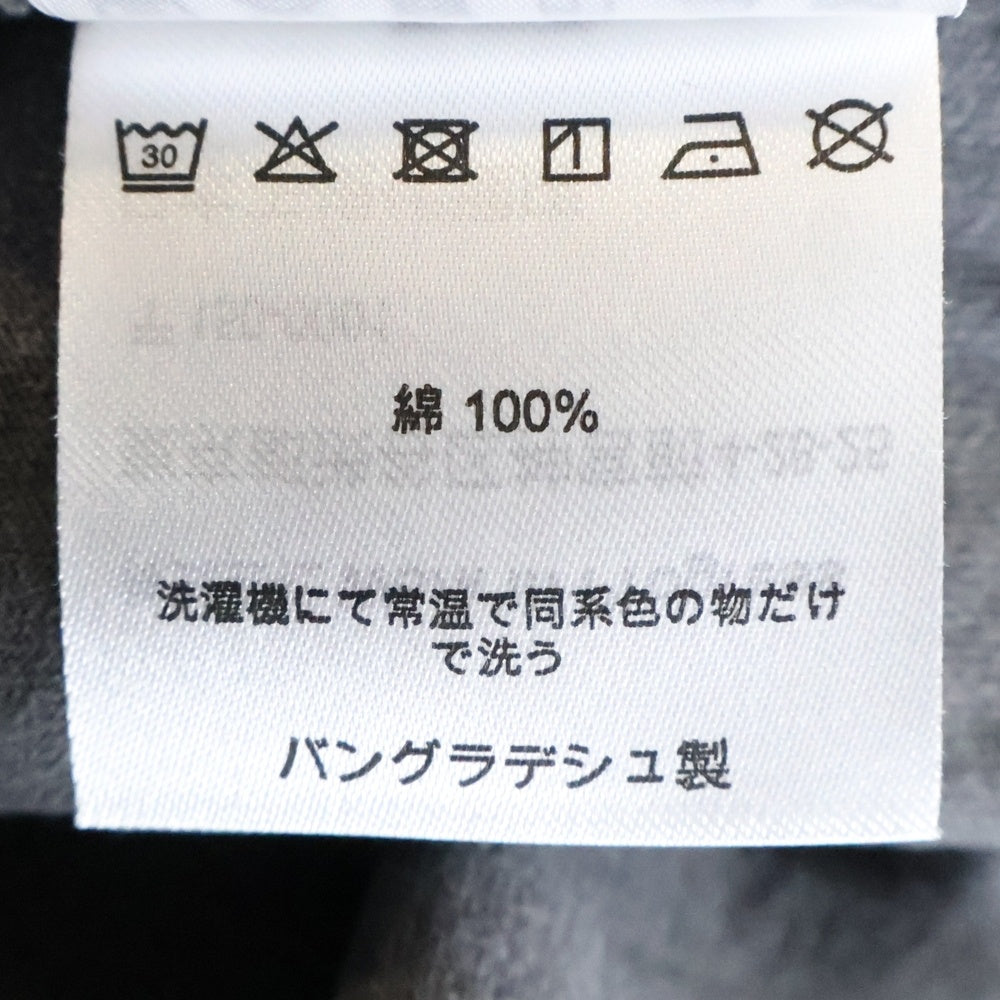 30
綿 100%
洗濯機にて常温で同系色の物だけ
で洗う
バングラデシュ製